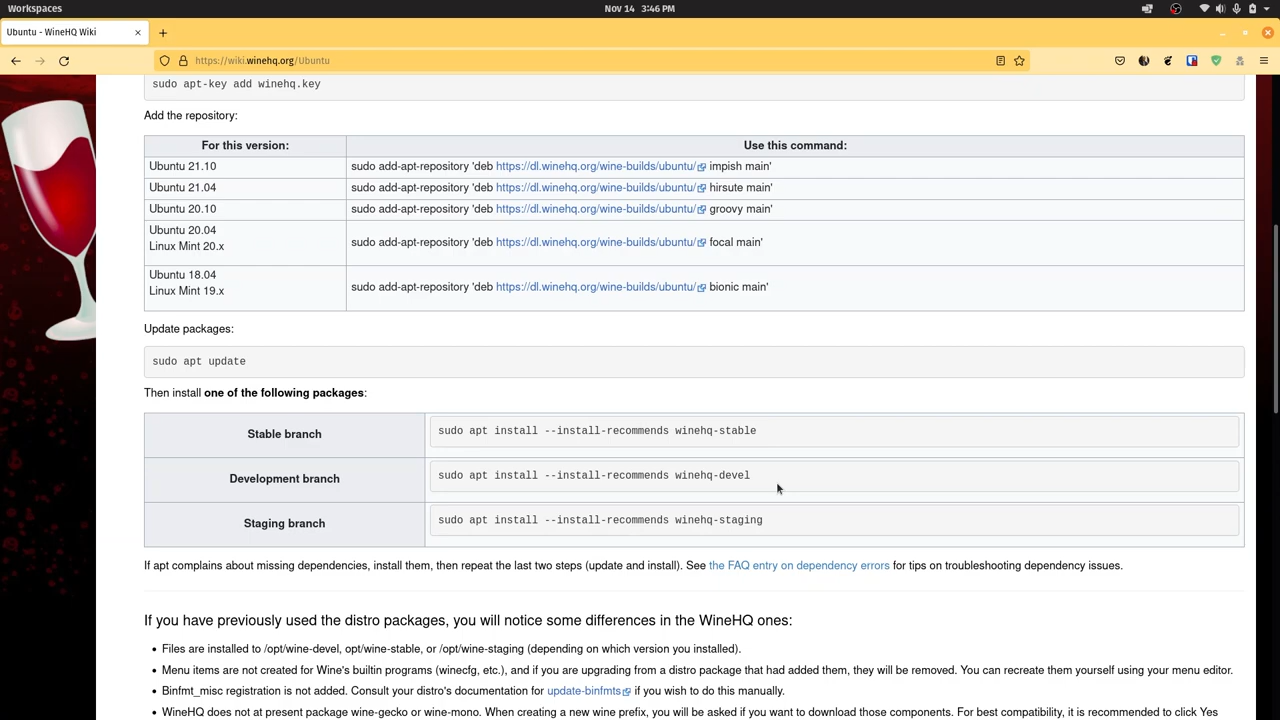 Workspaces
Nov 14 3:46 PM
Ubuntu - WineHQ Wiki
https://wiki.winehq.org/Ubuntu
sudo apt-key add winehq.key
Add the repository:
For this version: Use this command:
Ubuntu 21.10 sudo add-apt-repository 'deb https://dl.winehq.org/wine-builds/ubuntu/ impish main'
Ubuntu 21.04 sudo add-apt-repository 'deb https://dl.winehq.org/wine-builds/ubuntu/ hirsute main'
Ubuntu 20.10 sudo add-apt-repository 'deb https://dl.winehq.org/wine-builds/ubuntu/ groovy main'
Ubuntu 20.04
Linux Mint 20.x
sudo add-apt-repository 'deb https://dl.winehq.org/wine-builds/ubuntu/ focal main'
Ubuntu 18.04
Linux Mint 19.x
sudo add-apt-repository 'deb https://dl.winehq.org/wine-builds/ubuntu/ bionic main'
Update packages:
sudo apt update
Then install one of the following packages:
Stable branch sudo apt install --install-recommends winehq-stable
Development branch sudo apt install --install-recommends winehq-devel
Staging branch sudo apt install --install-recommends winehq-staging
If apt complains about missing dependencies, install them, then repeat the last two steps (update and install). See the FAQ entry on dependency errors for tips on troubleshooting dependency issues.
If you have previously used the distro packages, you will notice some differences in the WineHQ ones:
• Files are installed to /opt/wine-devel, opt/wine-stable, or /opt/wine-staging (depending on which version you installed).
• Menu items are not created for Wine's builtin programs (winecfg, etc.), and if you are upgrading from a distro package that had added them, they will be removed. You can recreate them yourself using your menu editor.
• Binfmt_misc registration is not added. Consult your distro's documentation for update-binfmts if you wish to do this manually.
• WineHQ does not at present package wine-gecko or wine-mono. When creating a new wine prefix, you will be asked if you want to download those components. For best compatibility, it is recommended to click Yes